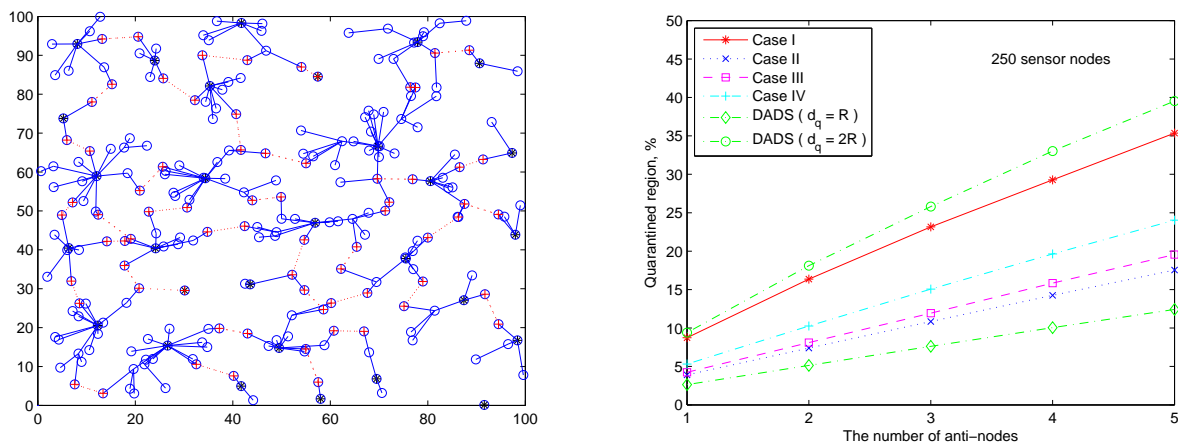 100
90
80
70
60
50
40
30
20
10
0
0 20 40 60 80 100
50
45
40
35
30
25
20
15
10
5
0
Quarantined region, %
Case I
Case II
Case III
Case IV
DADS ( d_q = R )
DADS ( d_q = 2R )
250 sensor nodes
1 2 3 4 5
The number of anti-nodes